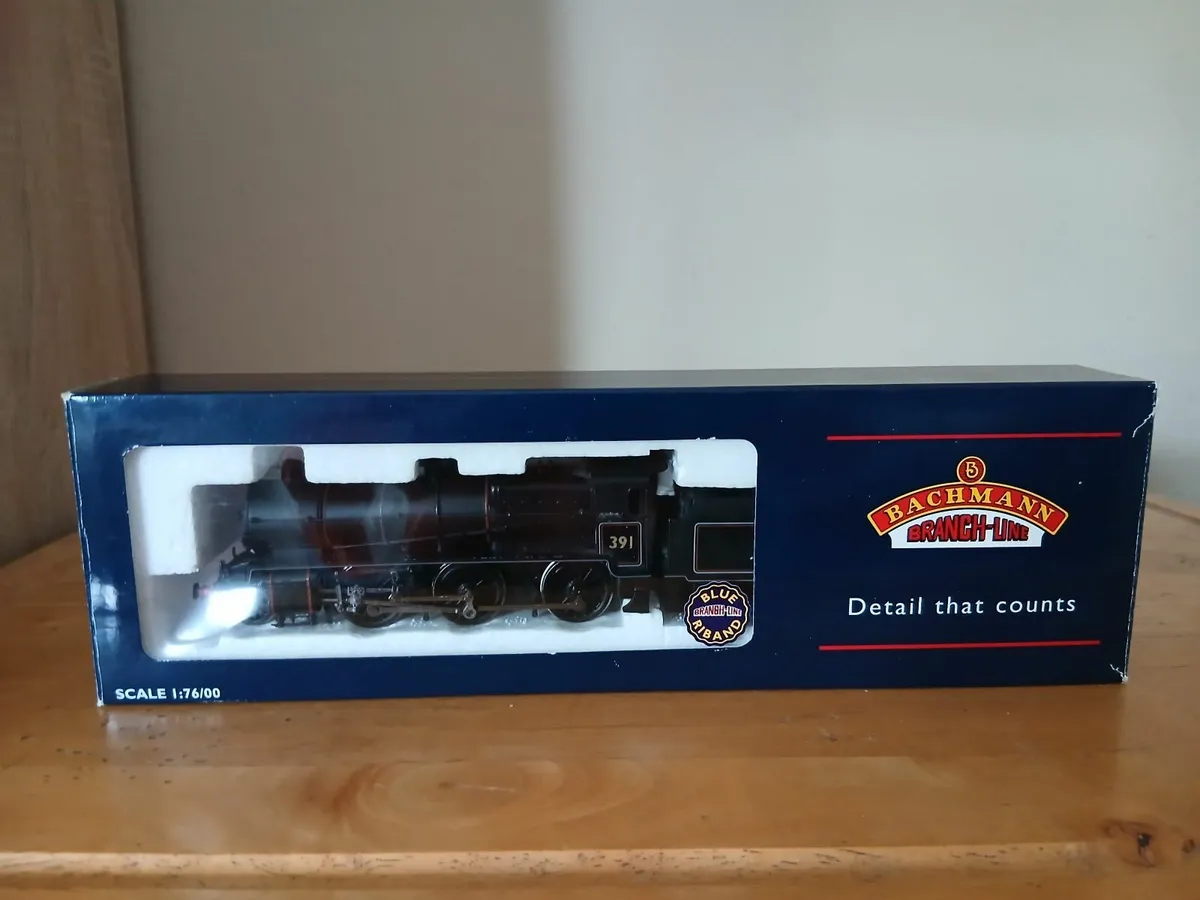 391
BLUE
BRANCH-LINE
RIBAND
SCALE 1:76/00
B
BACHMANN
BRANCH-LINE
Detail that counts